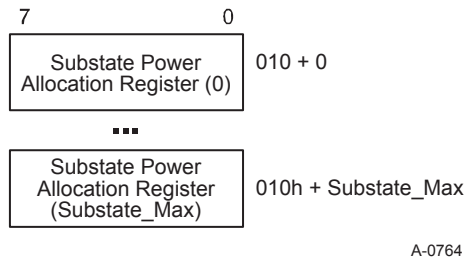 7 0
Substate Power
Allocation Register (0)
010 + 0
...
Substate Power
Allocation Register
(Substate_Max)
010h + Substate_Max
A-0764